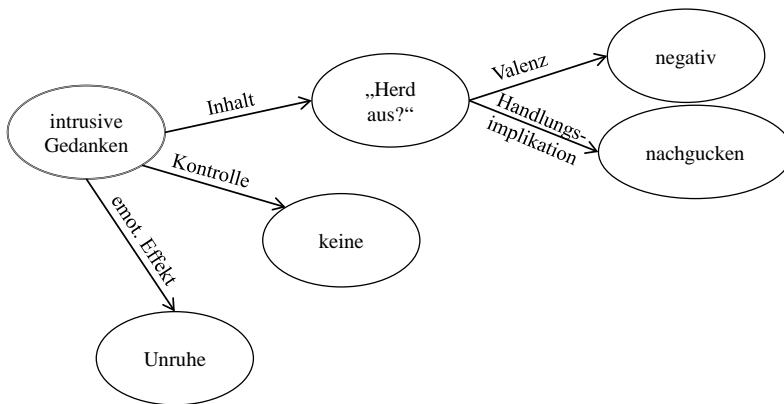 negativ
Valenz
„Herd
aus?“
Inhalt
Handlungs-
implikation
intrusive
Gedanken
nachgucken
Kontrolle
keine
emot. Effekt
Unruhe